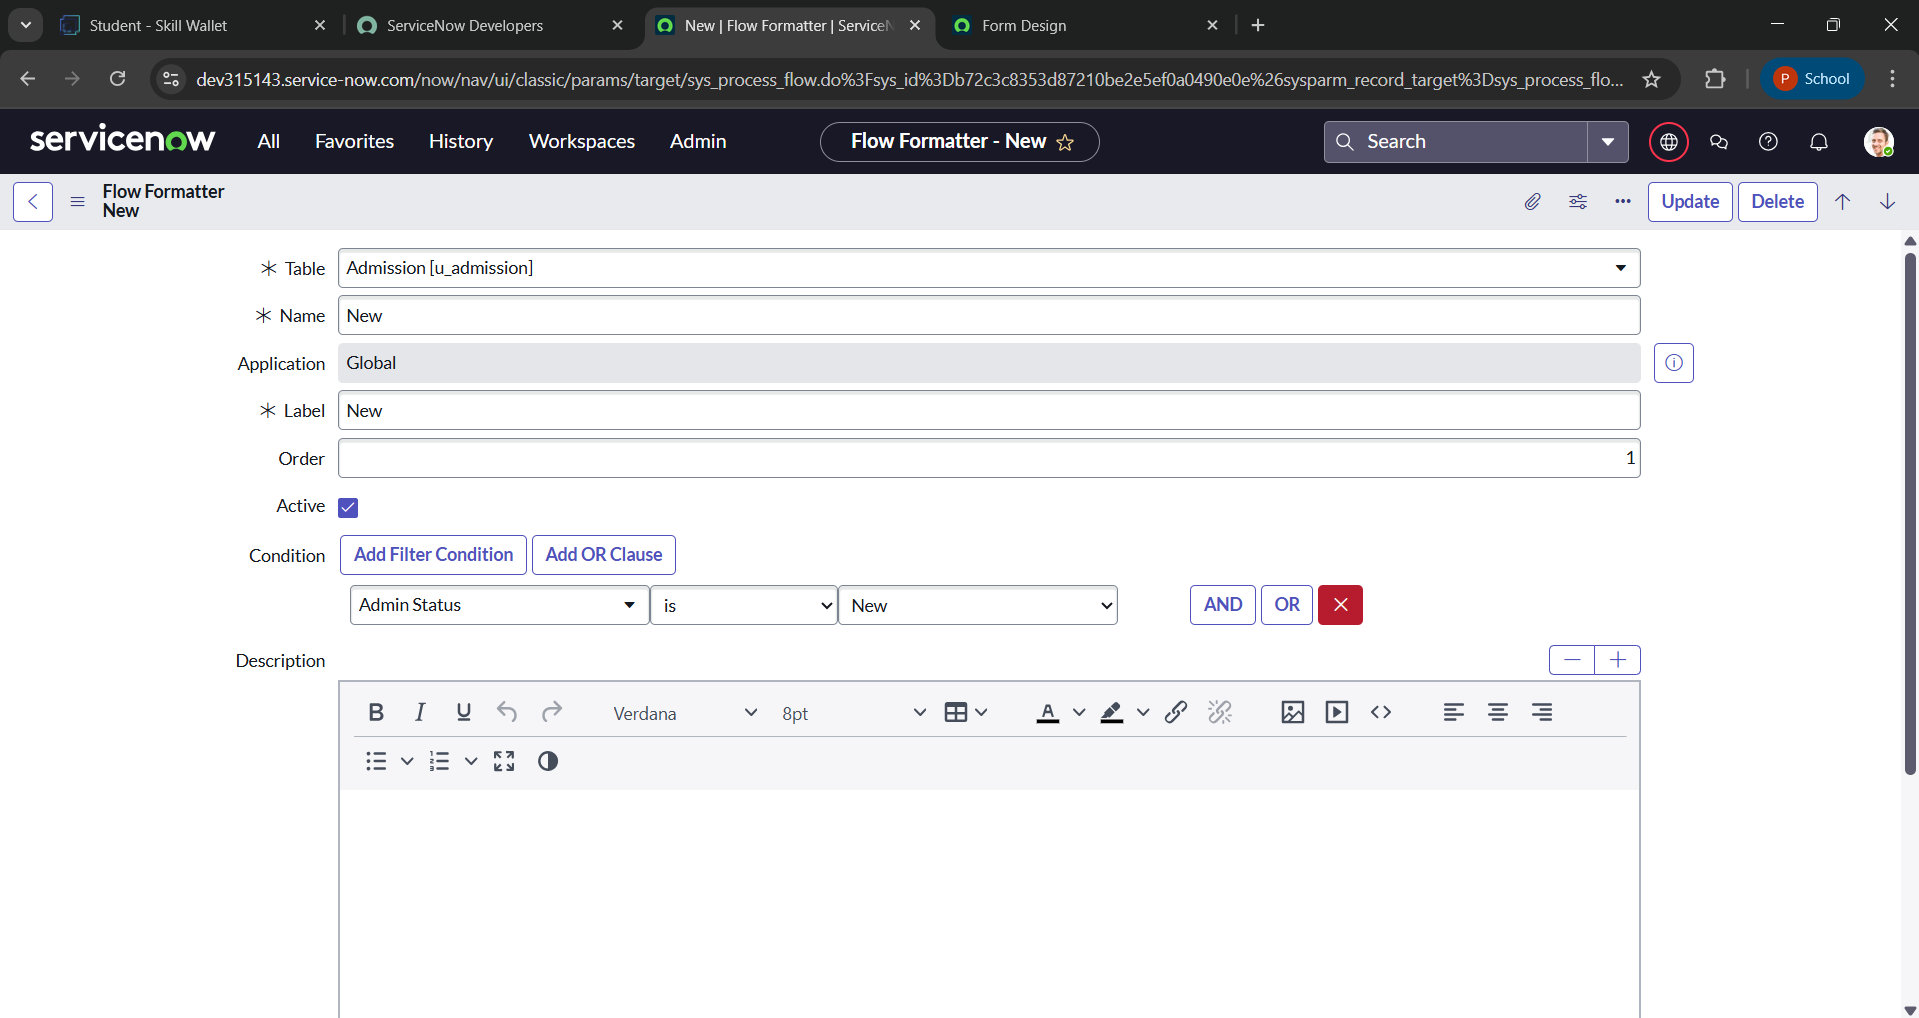 Student - Skill Wallet
ServiceNow Developers
New | Flow Formatter | Service
Form Design
dev315143.service-now.com/now/nav/ui/classic/params/target/sys_process_flow.do%3Fsys_id%3Db72c3c8353d87210be2e5ef0a0490e0e%26sysparm_record_target%3Dsys_process_flo...
P School
servicenow
All Favorites History Workspaces Admin
Flow Formatter - New
Search
Flow Formatter
New
Update Delete
Table Admission [u_admission]
Name New
Application Global
Label New
Order 1
Active
Condition Add Filter Condition Add OR Clause
Admin Status is New AND OR
Description
B I U Verdana 8pt A